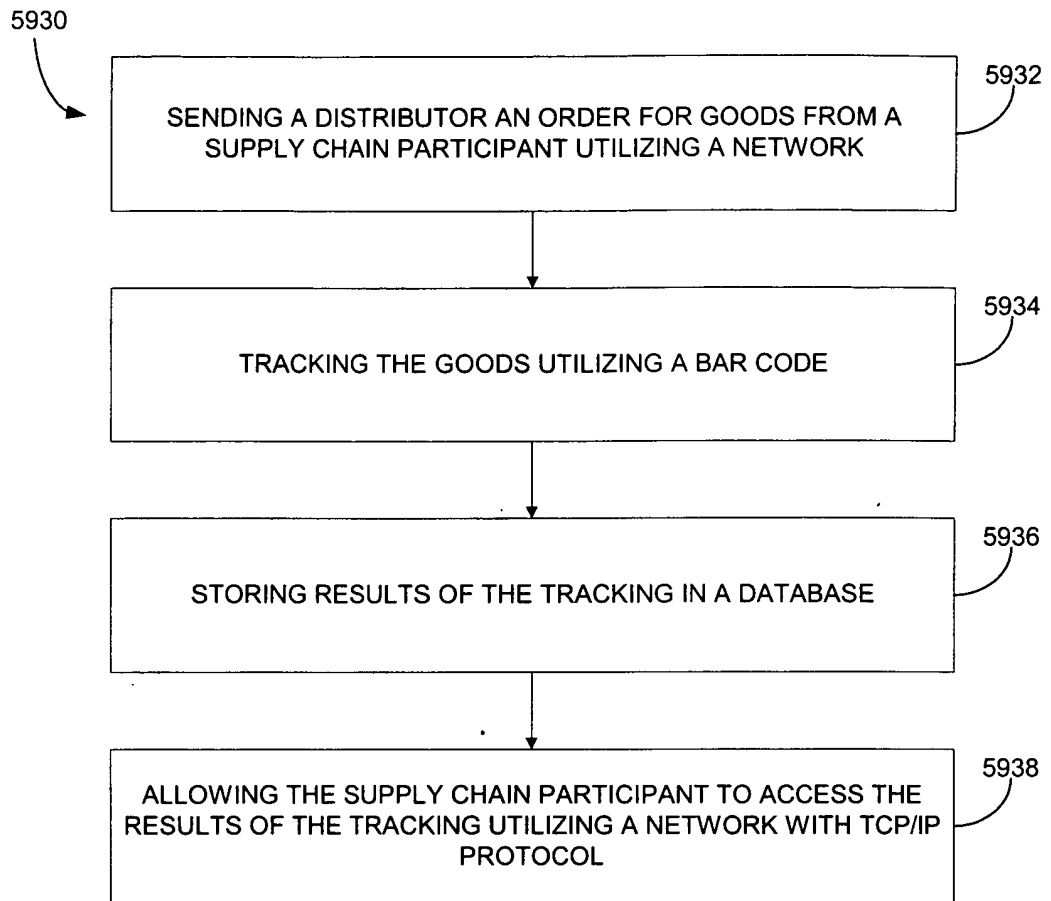 5930
5932
SENDING A DISTRIBUTOR AN ORDER FOR GOODS FROM A
SUPPLY CHAIN PARTICIPANT UTILIZING A NETWORK
5934
TRACKING THE GOODS UTILIZING A BAR CODE
5936
STORING RESULTS OF THE TRACKING IN A DATABASE
5938
ALLOWING THE SUPPLY CHAIN PARTICIPANT TO ACCESS THE
RESULTS OF THE TRACKING UTILIZING A NETWORK WITH TCP/IP
PROTOCOL